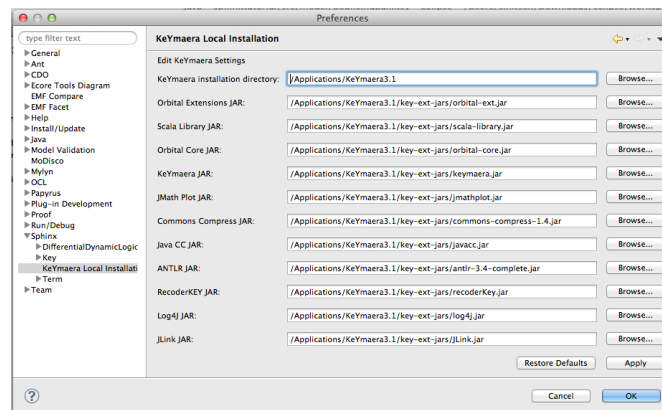 Preferences
type filter text
General
Ant
CDO
Ecore Tools Diagram
EMF Compare
EMF Facet
Help
Install/Update
Java
Model Validation
MoDisco
Mylyn
OCL
Papyrus
Plug-in Development
Proof
Run/Debug
Sphinx
DifferentialDynamicLogic
Key
KeYmaera Local Installati
Term
Team
KeYmaera Local Installation
Edit KeYmaera Settings
KeYmaera installation directory: /Applications/KeYmaera3.1 Browse...
Orbital Extensions JAR: /Applications/KeYmaera3.1/key-ext-jars/orbital-ext.jar Browse...
Scala Library JAR: /Applications/KeYmaera3.1/key-ext-jars/scala-library.jar Browse...
Orbital Core JAR: /Applications/KeYmaera3.1/key-ext-jars/orbital-core.jar Browse...
KeYmaera JAR: /Applications/KeYmaera3.1/key-ext-jars/keymaera.jar Browse...
JMath Plot JAR: /Applications/KeYmaera3.1/key-ext-jars/jmathplot.jar Browse...
Commons Compress JAR: /Applications/KeYmaera3.1/key-ext-jars/commons-compress-1.4.jar Browse...
Java CC JAR: /Applications/KeYmaera3.1/key-ext-jars/javacc.jar Browse...
ANTLR JAR: /Applications/KeYmaera3.1/key-ext-jars/antlr-3.4-complete.jar Browse...
RecoderKEY JAR: /Applications/KeYmaera3.1/key-ext-jars/recoderKey.jar Browse...
Log4J JAR: /Applications/KeYmaera3.1/key-ext-jars/log4j.jar Browse...
JLink JAR: /Applications/KeYmaera3.1/key-ext-jars/JLink.jar Browse...
Restore Defaults Apply
? Cancel OK